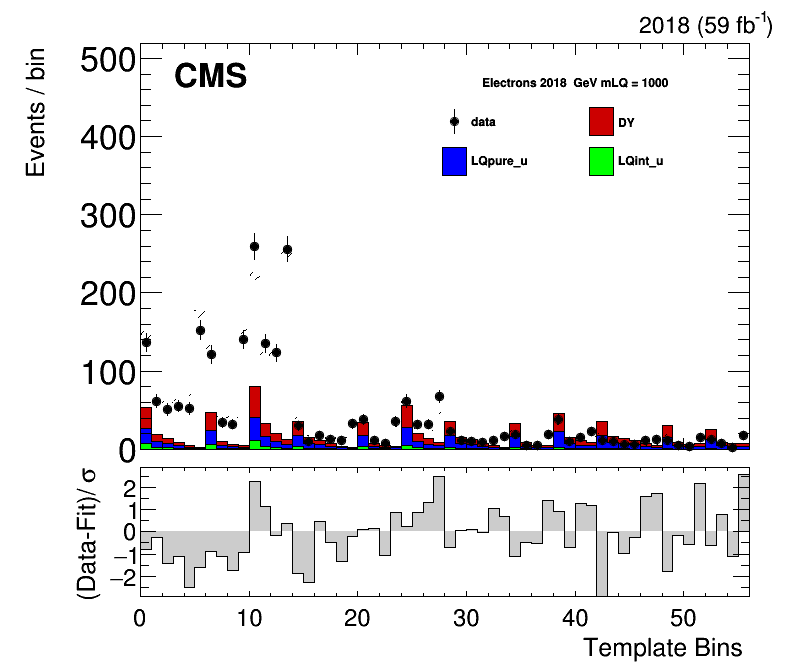 2018 (59 fb-1)
Events / bin
500
400
300
200
100
0
CMS
Electrons 2018 GeV mLQ = 1000
data
DY
LQpure_u
LQint_u
(Data-Fit)/ σ
2
1
0
−1
−2
0 10 20 30 40 50
Template Bins